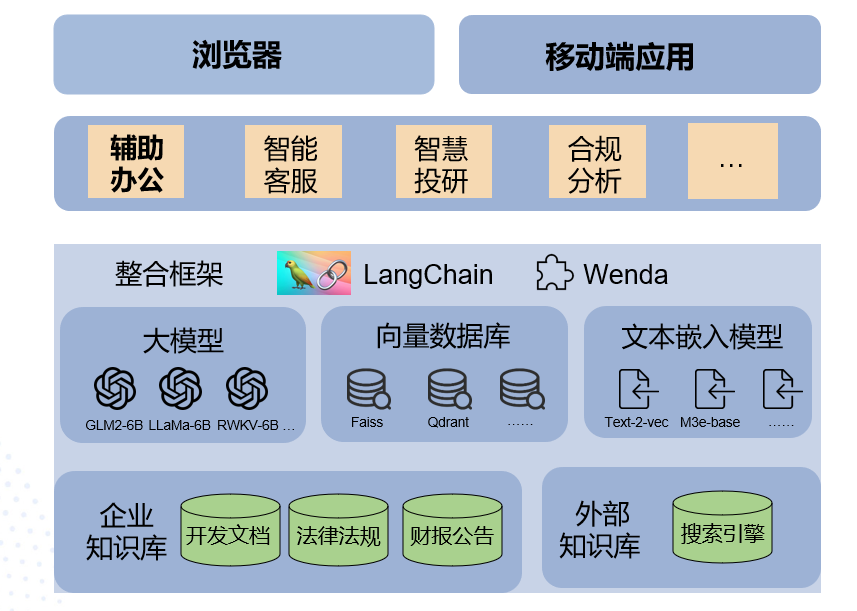 浏览器
移动端应用
辅助
办公
智能
客服
智慧
投研
合规
分析
...
整合框架
LangChain
Wenda
大模型
GLM2-6B LLaMa-6B RWKV-6B ...
向量数据库
Faiss
Qdrant
......
文本嵌入模型
Text-2-vec
M3e-base
......
企业
知识库
开发文档
法律法规
财报公告
外部
知识库
搜索引擎